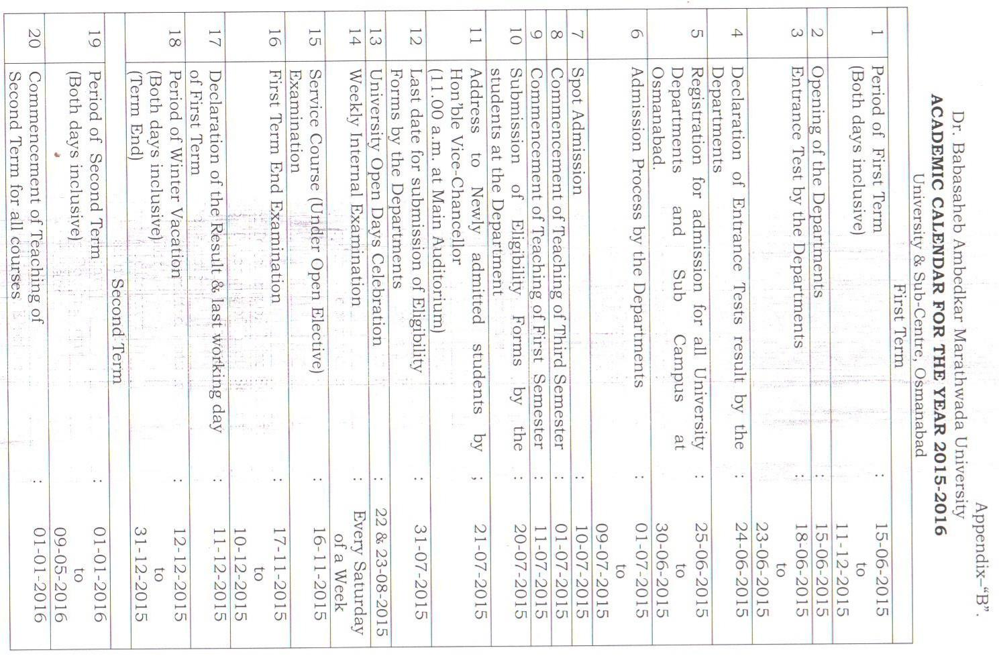 Appendix–"B".
Dr. Babasaheb Ambedkar Marathwada University
ACADEMIC CALENDAR FOR THE YEAR 2015-2016
University & Sub-Centre, Osmanabad
First Term
1 Period of First Term : 15-06-2015
(Both days inclusive) to
11-12-2015
2 Opening of the Departments : 15-06-2015
3 Entrance Test by the Departments : 18-06-2015
to
23-06-2015
4 Declaration of Entrance Tests result by the : 24-06-2015
Departments
5 Registration for admission for all University : 25-06-2015
Departments and Sub Campus at to
Osmanabad. 30-06-2015
6 Admission Process by the Departments : 01-07-2015
to
09-07-2015
7 Spot Admission : 10-07-2015
8 Commencement of Teaching of Third Semester : 01-07-2015
9 Commencement of Teaching of First Semester : 11-07-2015
10 Submission of Eligibility Forms by the : 20-07-2015
students at the Department
11 Address to Newly admitted students by ; 21-07-2015
Hon'ble Vice-Chancellor
(11.00 a.m. at Main Auditorium)
12 Last date for submission of Eligibility : 31-07-2015
Forms by the Departments
13 University Open Days Celebration : 22 & 23-08-2015
14 Weekly Internal Examination : Every Saturday
of a Week
15 Service Course (Under Open Elective) : 16-11-2015
Examination
16 First Term End Examination : 17-11-2015
to
10-12-2015
17 Declaration of the Result & last working day : 11-12-2015
of First Term
18 Period of Winter Vacation : 12-12-2015
(Both days inclusive) to
(Term End) 31-12-2015
Second Term
19 Period of Second Term : 01-01-2016
(Both days inclusive) to
09-05-2016
20 Commencement of Teaching of : 01-01-2016
Second Term for all courses